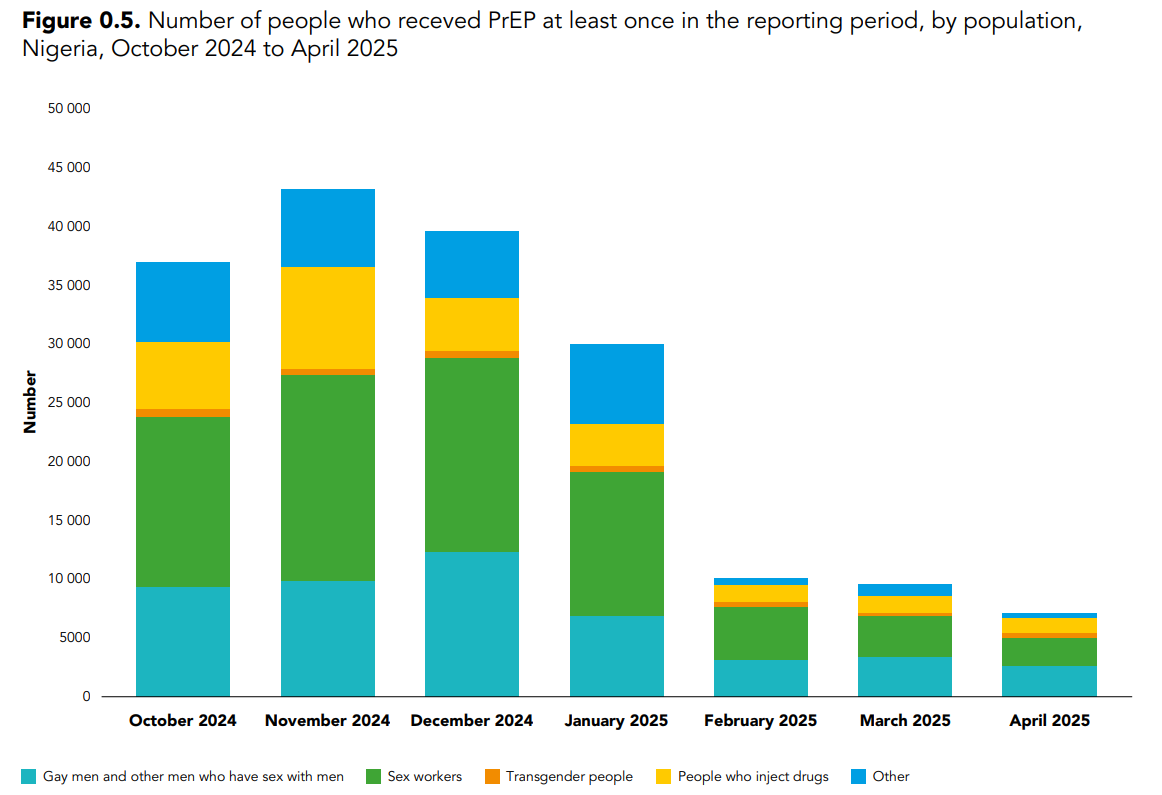 Figure 0.5. Number of people who receved PrEP at least once in the reporting period, by population,
Nigeria, October 2024 to April 2025
50 000
45 000
40 000
35 000
30 000
25 000
20 000
15 000
10 000
5000
0
Number
October 2024 November 2024 December 2024 January 2025 February 2025 March 2025 April 2025
Gay men and other men who have sex with men Sex workers Transgender people People who inject drugs Other